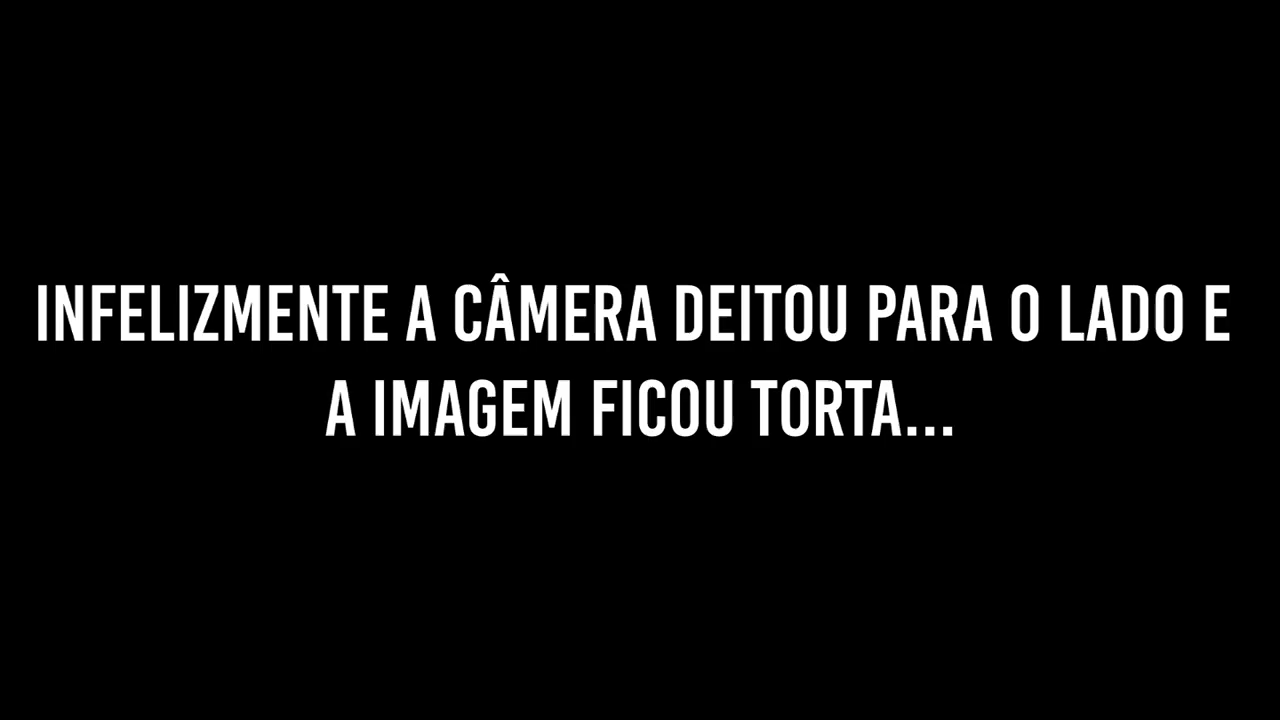 INFELIZMENTE A CÂMERA DEITOU PARA O LADO E
A IMAGEM FICOU TORTA...